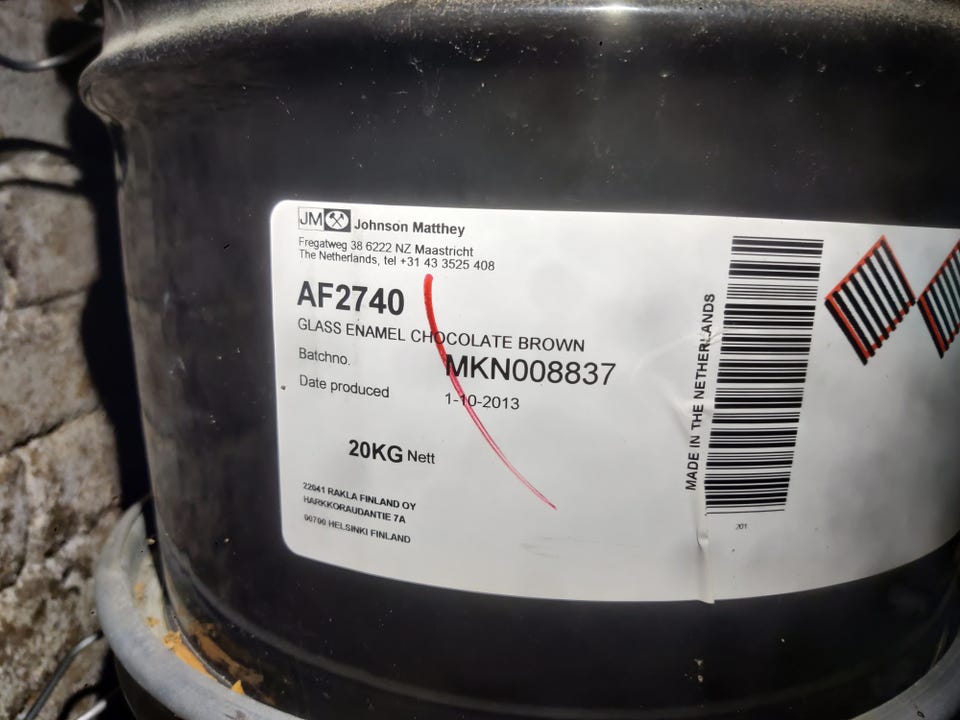 JM Johnson Matthey
Fregatweg 38 6222 NZ Maastricht
The Netherlands, tel +31 43 3525 408
AF2740
GLASS ENAMEL CHOCOLATE BROWN
Batchno. MKN008837
Date produced 1-10-2013
20KG Nett
22041 RAKLA FINLAND OY
HARKKORAUDANTIE 7A
00700 HELSINKI FINLAND
MADE IN THE NETHERLANDS
201